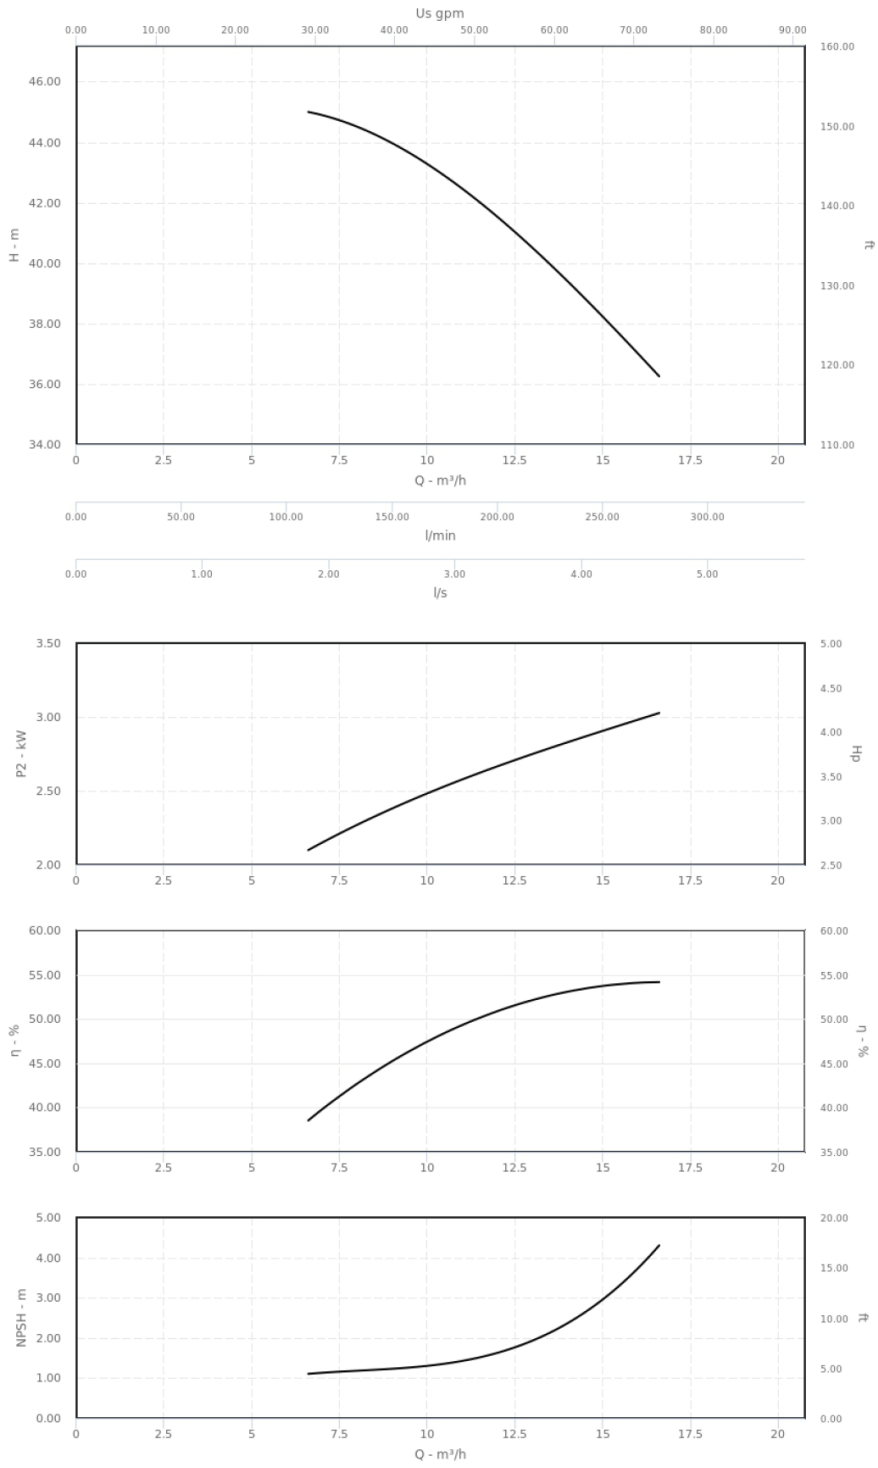 Us gpm
0.00 10.00 20.00 30.00 40.00 50.00 60.00 70.00 80.00 90.00
160.00
46.00
150.00
44.00
42.00
140.00
H - m
ft
40.00
130.00
38.00
120.00
36.00
34.00
110.00
0 2.5 5 7.5 10 12.5 15 17.5 20
Q - m³/h
0.00 50.00 100.00 150.00 200.00 250.00 300.00
l/min
0.00 1.00 2.00 3.00 4.00 5.00
l/s
3.50
5.00
4.50
3.00
4.00
P2 - kW
Hp
3.50
2.50
3.00
2.00
2.50
0 2.5 5 7.5 10 12.5 15 17.5 20
60.00
60.00
55.00
55.00
50.00
50.00
η - %
η - %
45.00
45.00
40.00
40.00
35.00
35.00
0 2.5 5 7.5 10 12.5 15 17.5 20
5.00
20.00
4.00
15.00
3.00
NPSH - m
10.00
ft
2.00
5.00
1.00
0.00
0.00
0 2.5 5 7.5 10 12.5 15 17.5 20
Q - m³/h